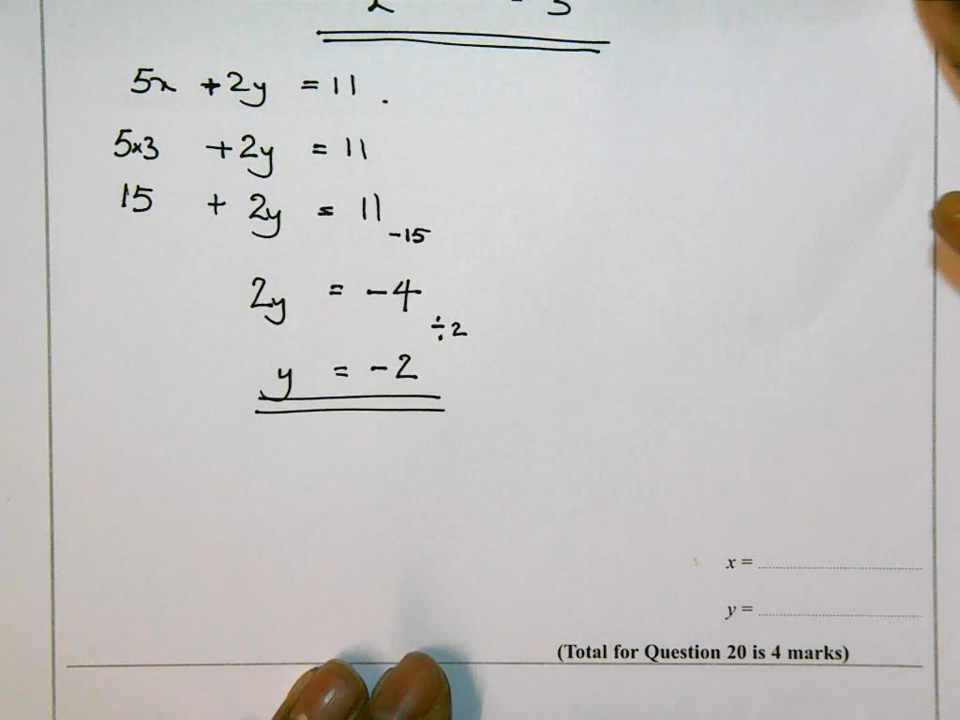 5x + 2y = 11 .
5×3 + 2y = 11
15 + 2y = 11
-15
2y = -4
÷2
y = -2
x =
y =
(Total for Question 20 is 4 marks)